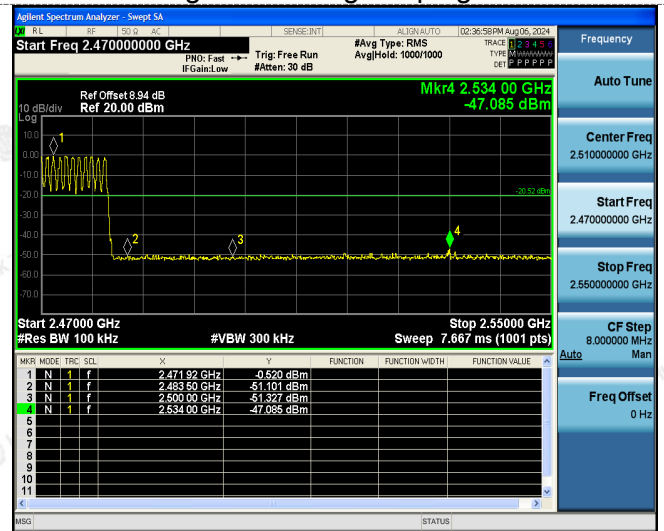 Agilent Spectrum Analyzer - Swept SA
RL RF 50 Ω AC SENSE:INT ALIGN AUTO 02:36:58PM Aug 06, 2024
Start Freq 2.470000000 GHz
PNO: Fast
IFGain:Low
Trig: Free Run
#Atten: 30 dB
#Avg Type: RMS
Avg|Hold: 1000/1000
TRACE 1 2 3 4 5 6
TYPE M
DET P P P P P P
Mkr4 2.534 00 GHz
-47.085 dBm
Ref Offset 8.94 dB
Ref 20.00 dBm
10 dB/div
Log
10.0
0.00
-10.0
-20.0
-30.0
-40.0
-50.0
-60.0
-70.0
1
2
3
4
-20.52 dBm
Start 2.47000 GHz Stop 2.55000 GHz
#Res BW 100 kHz #VBW 300 kHz Sweep 7.667 ms (1001 pts)
MKR MODE TRC SCL X Y FUNCTION FUNCTION WIDTH FUNCTION VALUE
1 N 1 f 2.471 92 GHz -0.520 dBm
2 N 1 f 2.483 50 GHz -51.101 dBm
3 N 1 f 2.500 00 GHz -51.327 dBm
4 N 1 f 2.534 00 GHz -47.085 dBm
5
6
7
8
9
10
11
MSG STATUS
Frequency
Auto Tune
Center Freq
2.510000000 GHz
Start Freq
2.470000000 GHz
Stop Freq
2.550000000 GHz
CF Step
8.000000 MHz
Auto Man
Freq Offset
0 Hz